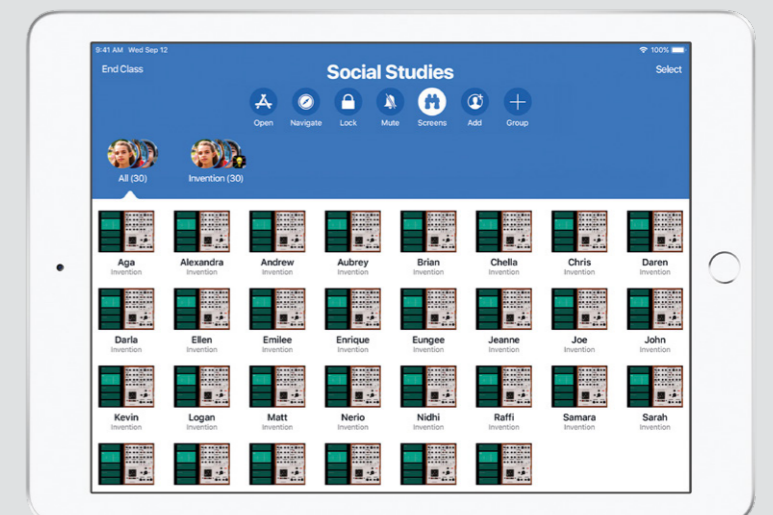 9:41 AM Wed Sep 12
100%
End Class
Social Studies
Select
Open Navigate Lock Mute Screens Add Group
All (30) Invention (30)
Aga Alexandra Andrew Aubrey Brian Chella Chris Daren
Invention Invention Invention Invention Invention Invention Invention Invention
Darla Ellen Emilee Enrique Eungee Jeanne Joe John
Invention Invention Invention Invention Invention Invention Invention Invention
Kevin Logan Matt Nerio Nidhi Raffi Samara Sarah
Invention Invention Invention Invention Invention Invention Invention Invention